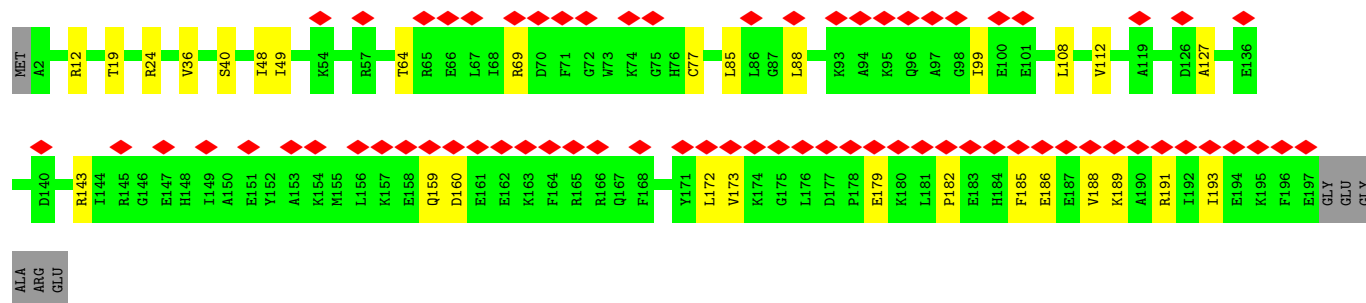 MET A2 R12 T19 R24 V36 S40 I48 I49 K54 R57 T64 R65 E66 L67 I68 R69 D70 F71 G72 W73 K74 G75 H76 C77 L85 L86 G87 L88 K93 A94 K95 Q96 A97 G98 I99 E100 E101 L108 V112 A119 D126 A127 E136
D140 R143 I144 R145 G146 E147 H148 I149 A150 E151 Y152 A153 K154 M155 L156 K157 E158 Q159 D160 E161 E162 K163 F164 R165 R166 Q167 F168 Y171 L172 V173 K174 G175 L176 D177 P178 E179 K180 L181 P182 E183 H184 F185 E186 E187 V188 K189 A190 R191 I192 I193 E194 K195 F196 E197 GLY GLU GLY
ALA ARG GLU